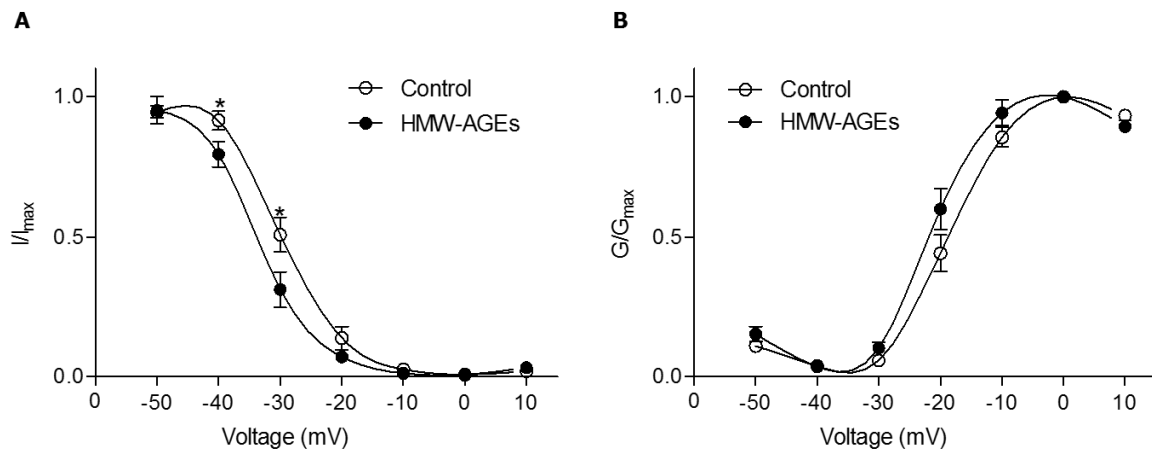 A
I/Imax
1.0
0.5
0.0
* 
*
Control
HMW-AGEs
0 -50 -40 -30 -20 -10 0 10
Voltage (mV)
B
G/Gmax
1.0
0.5
0.0
Control
HMW-AGEs
0 -50 -40 -30 -20 -10 0 10
Voltage (mV)